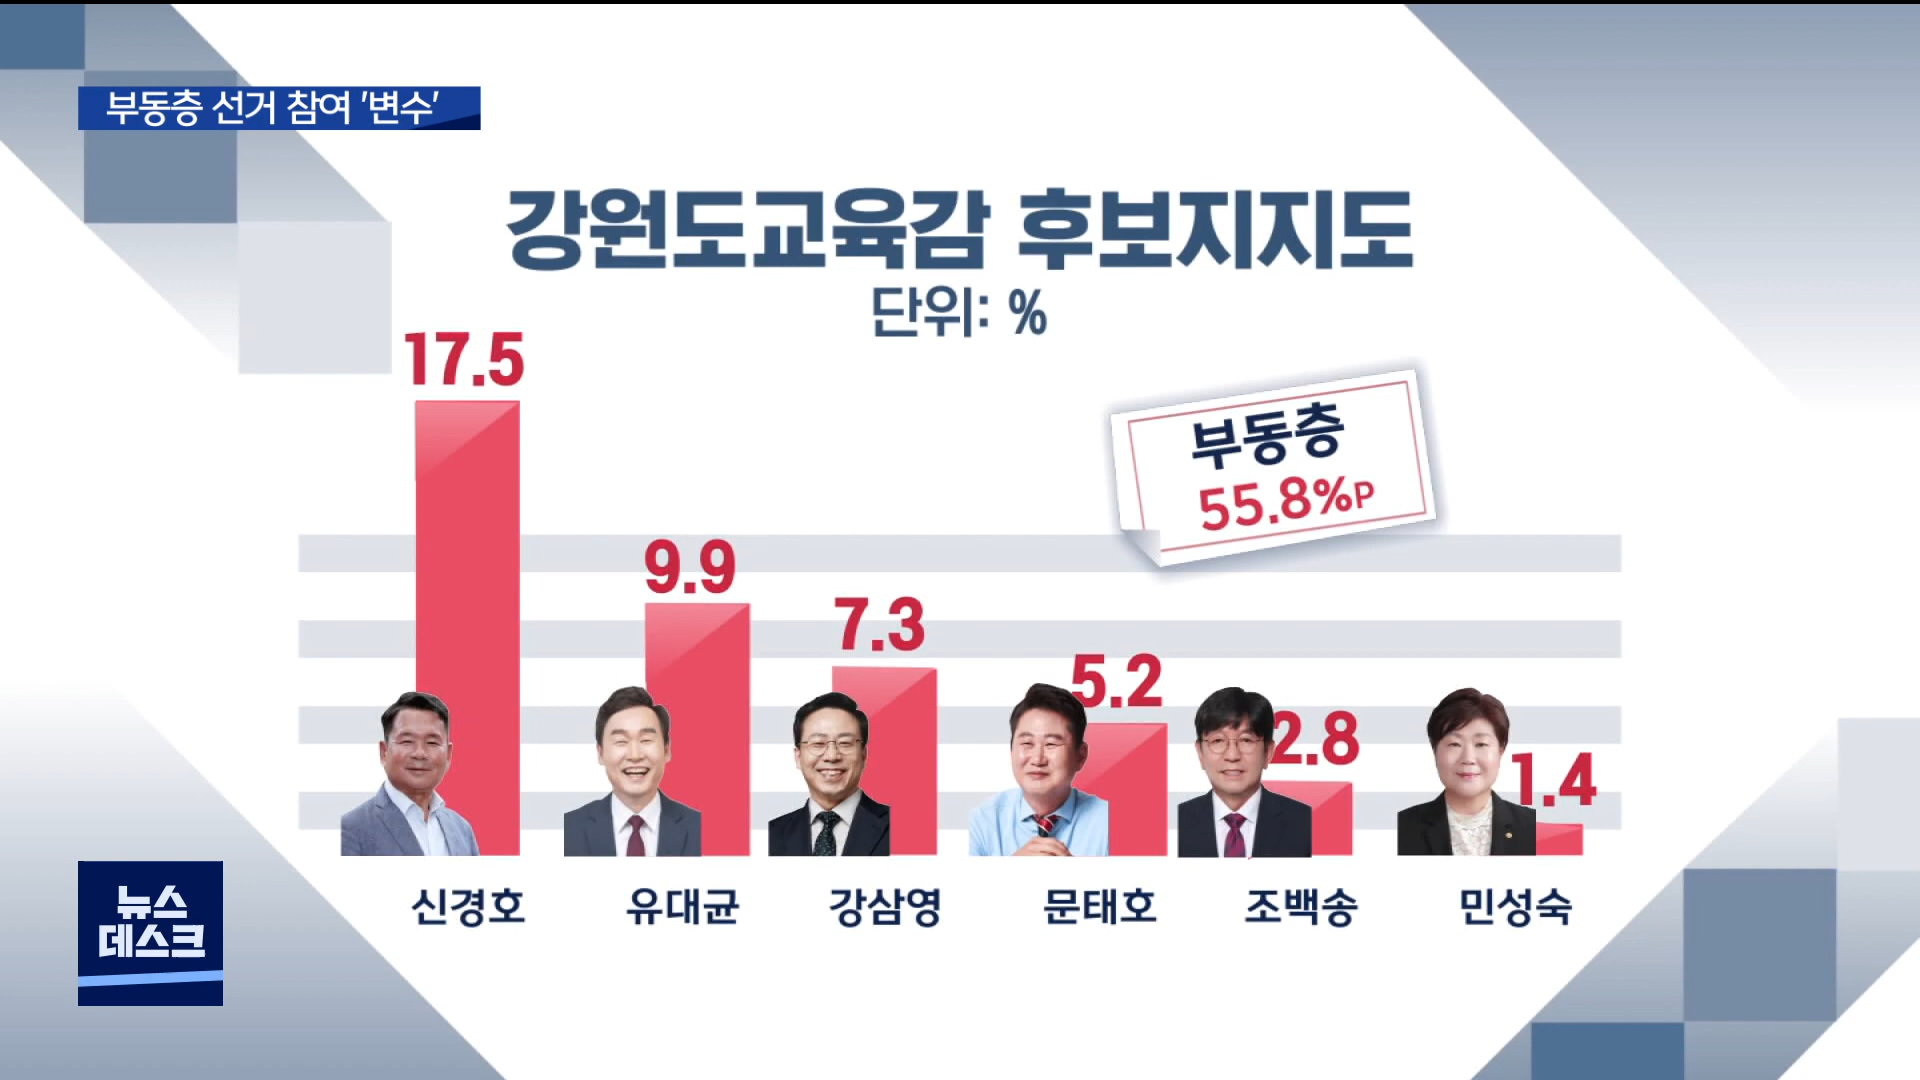 부동층 선거 참여 '변수'
강원도교육감 후보지지도
단위: %
17.5
9.9
7.3
5.2
2.8
1.4
부동층
55.8%P
신경호
유대균
강삼영
문태호
조백송
민성숙
뉴스
데스크